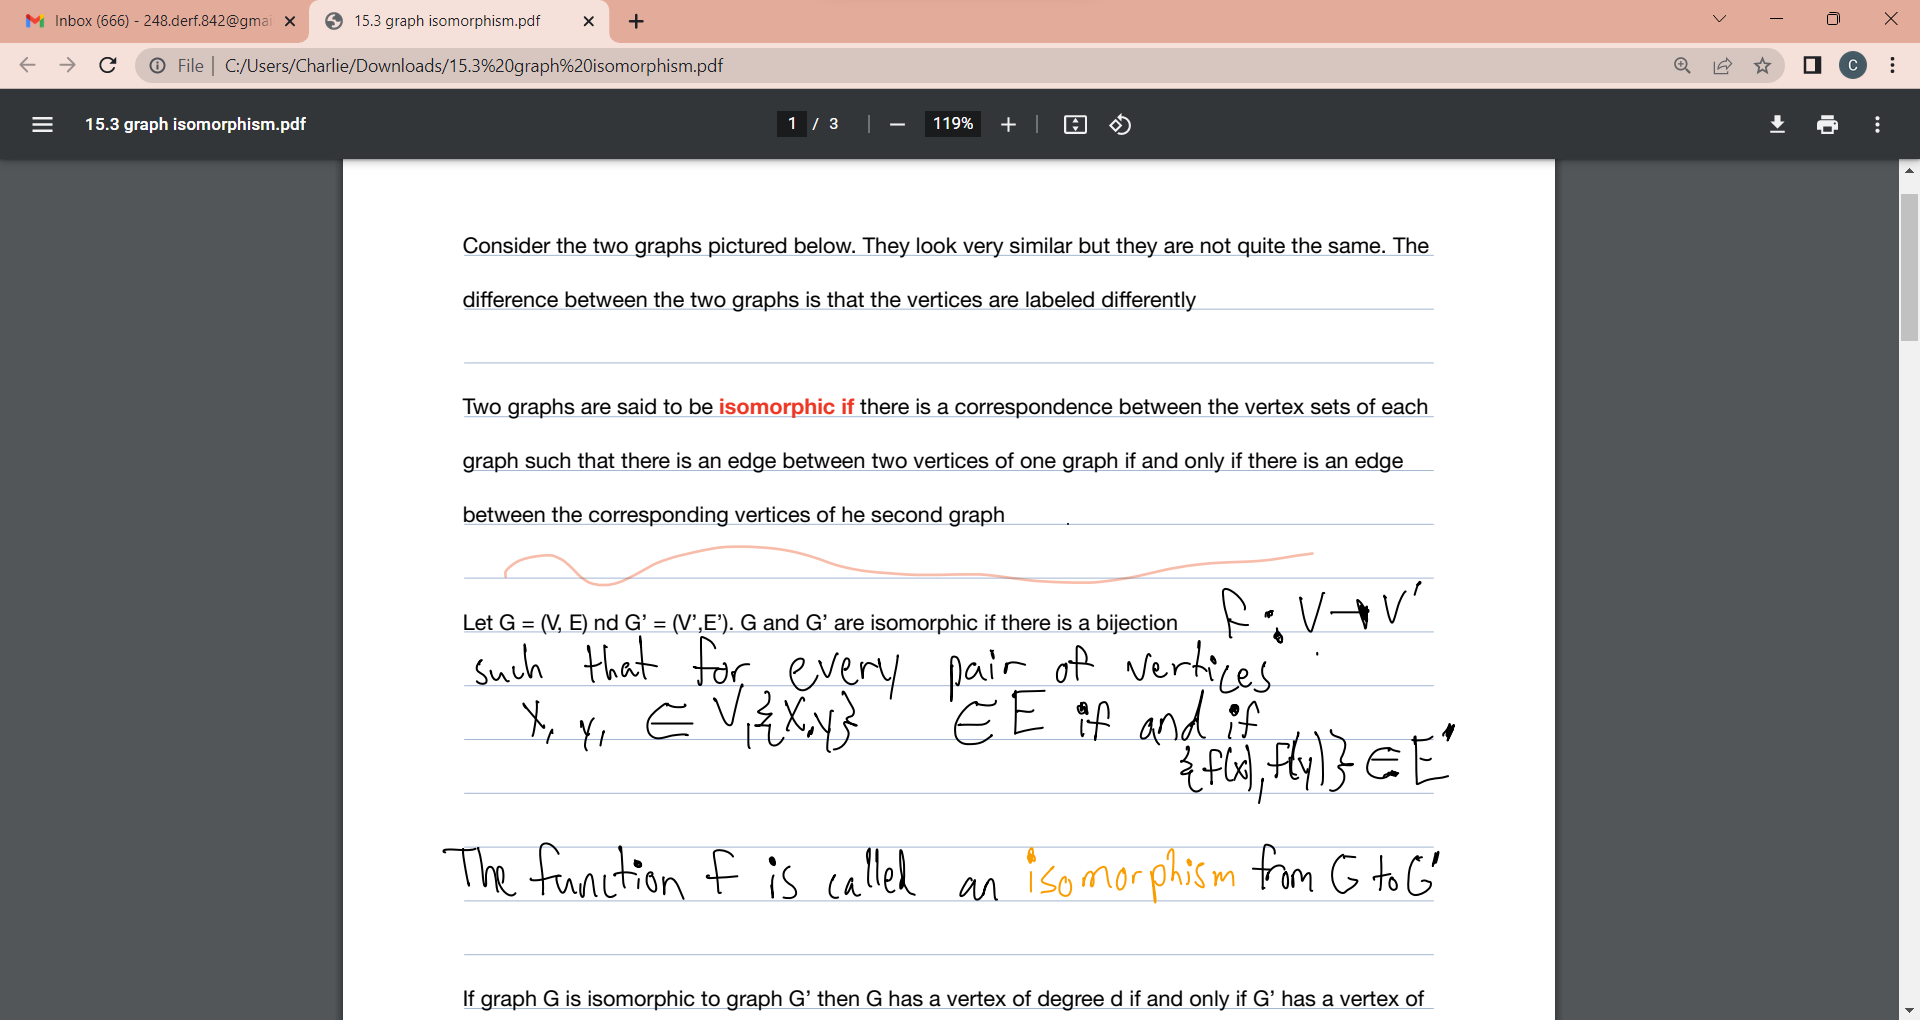 Inbox (666) - 248.derf.842@gmai
15.3 graph isomorphism.pdf
File | C:/Users/Charlie/Downloads/15.3%20graph%20isomorphism.pdf
C
15.3 graph isomorphism.pdf
1 / 3
119%
Consider the two graphs pictured below. They look very similar but they are not quite the same. The
difference between the two graphs is that the vertices are labeled differently
Two graphs are said to be isomorphic if there is a correspondence between the vertex sets of each
graph such that there is an edge between two vertices of one graph if and only if there is an edge
between the corresponding vertices of he second graph
Let G = (V, E) nd G’ = (V’,E’). G and G’ are isomorphic if there is a bijection f: V→V'
such that for every pair of vertices
x, y, ∈ V, {x,y} ∈ E if and if
{f(x), f(y)} ∈ E'
The function f is called an isomorphism from G to G'
If graph G is isomorphic to graph G’ then G has a vertex of degree d if and only if G’ has a vertex of